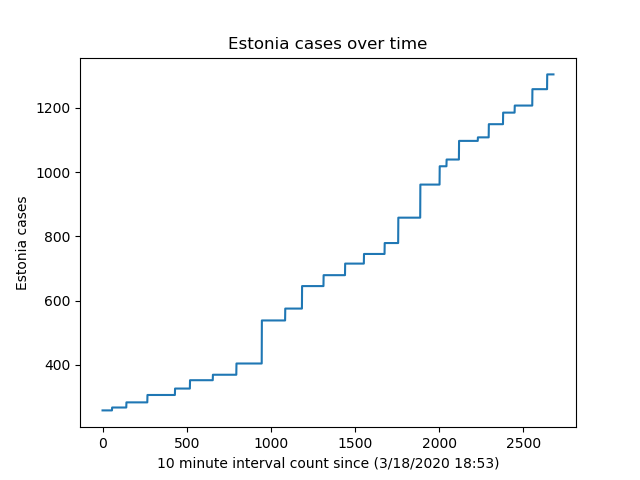 Estonia cases over time
Estonia cases
1200
1000
800
600
400
0 500 1000 1500 2000 2500
10 minute interval count since (3/18/2020 18:53)